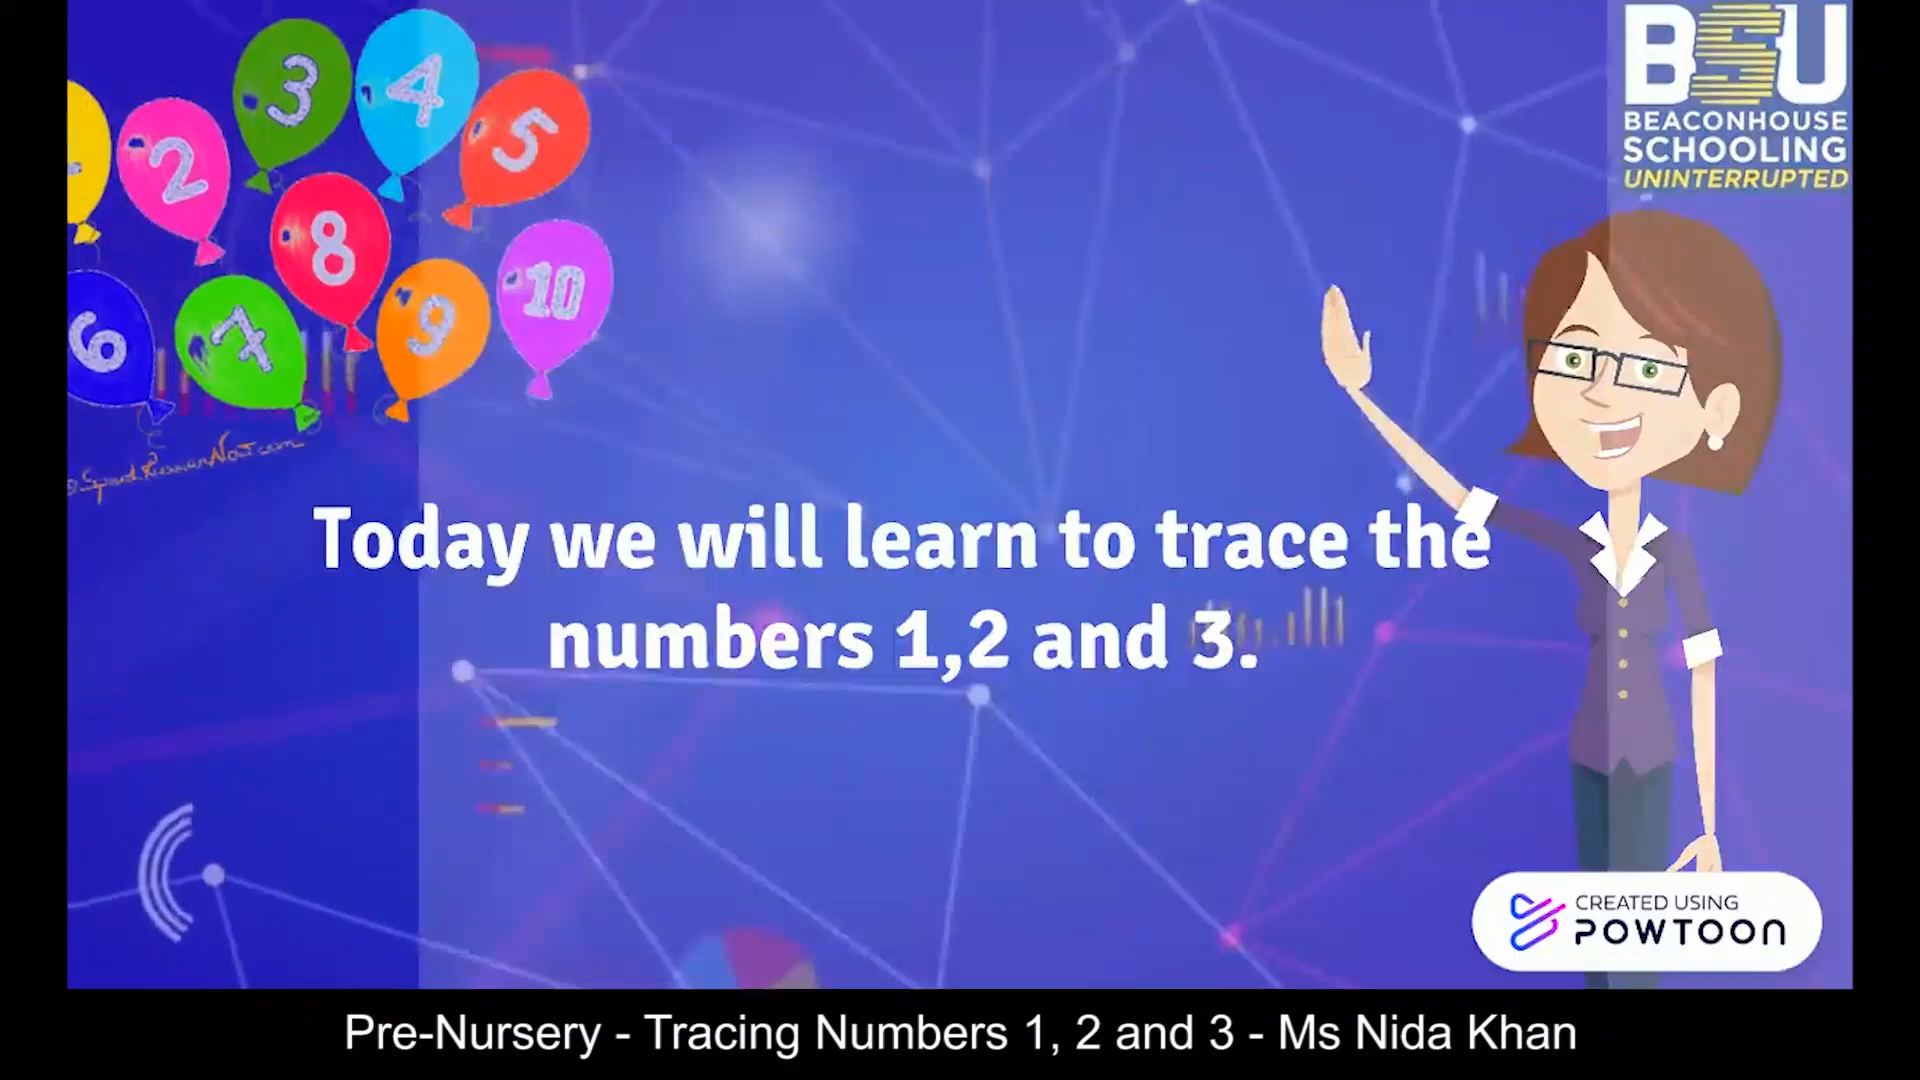 3
4
5
2
8
10
6
7
9
BSU
BEACONHOUSE
SCHOOLING
UNINTERRUPTED
Today we will learn to trace the
numbers 1,2 and 3.
CREATED USING
POWTOON
Pre-Nursery - Tracing Numbers 1, 2 and 3 - Ms Nida Khan